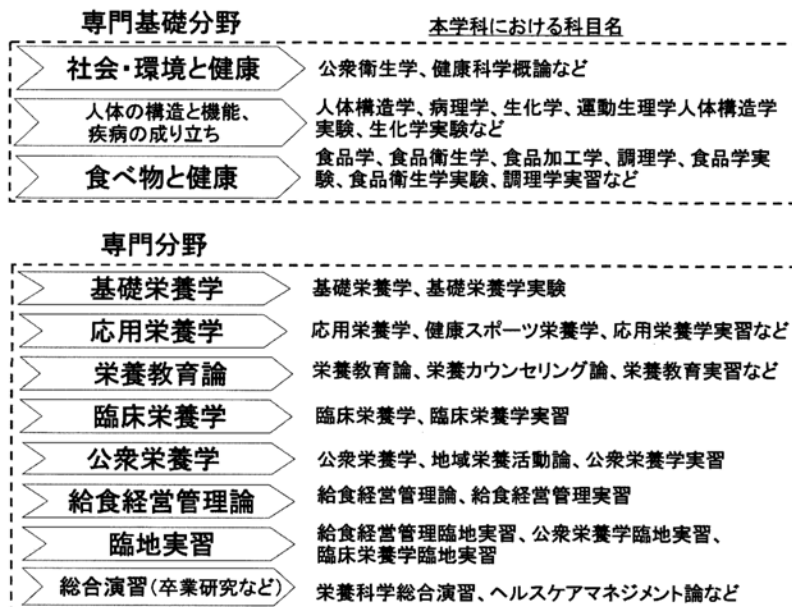 専門基礎分野
本学科における科目名
社会・環境と健康
公衆衛生学、健康科学概論など
人体の構造と機能、
疾病の成り立ち
人体構造学、病理学、生化学、運動生理学人体構造学
実験、生化学実験など
食べ物と健康
食品学、食品衛生学、食品加工学、調理学、食品学実
験、食品衛生学実験、調理学実習など
専門分野
基礎栄養学
基礎栄養学、基礎栄養学実験
応用栄養学
応用栄養学、健康スポーツ栄養学、応用栄養学実習など
栄養教育論
栄養教育論、栄養カウンセリング論、栄養教育実習など
臨床栄養学
臨床栄養学、臨床栄養学実習
公衆栄養学
公衆栄養学、地域栄養活動論、公衆栄養学実習
給食経営管理論
給食経営管理論、給食経営管理実習
臨地実習
給食経営管理臨地実習、公衆栄養学臨地実習、
臨床栄養学臨地実習
総合演習(卒業研究など)
栄養科学総合演習、ヘルスケアマネジメント論など